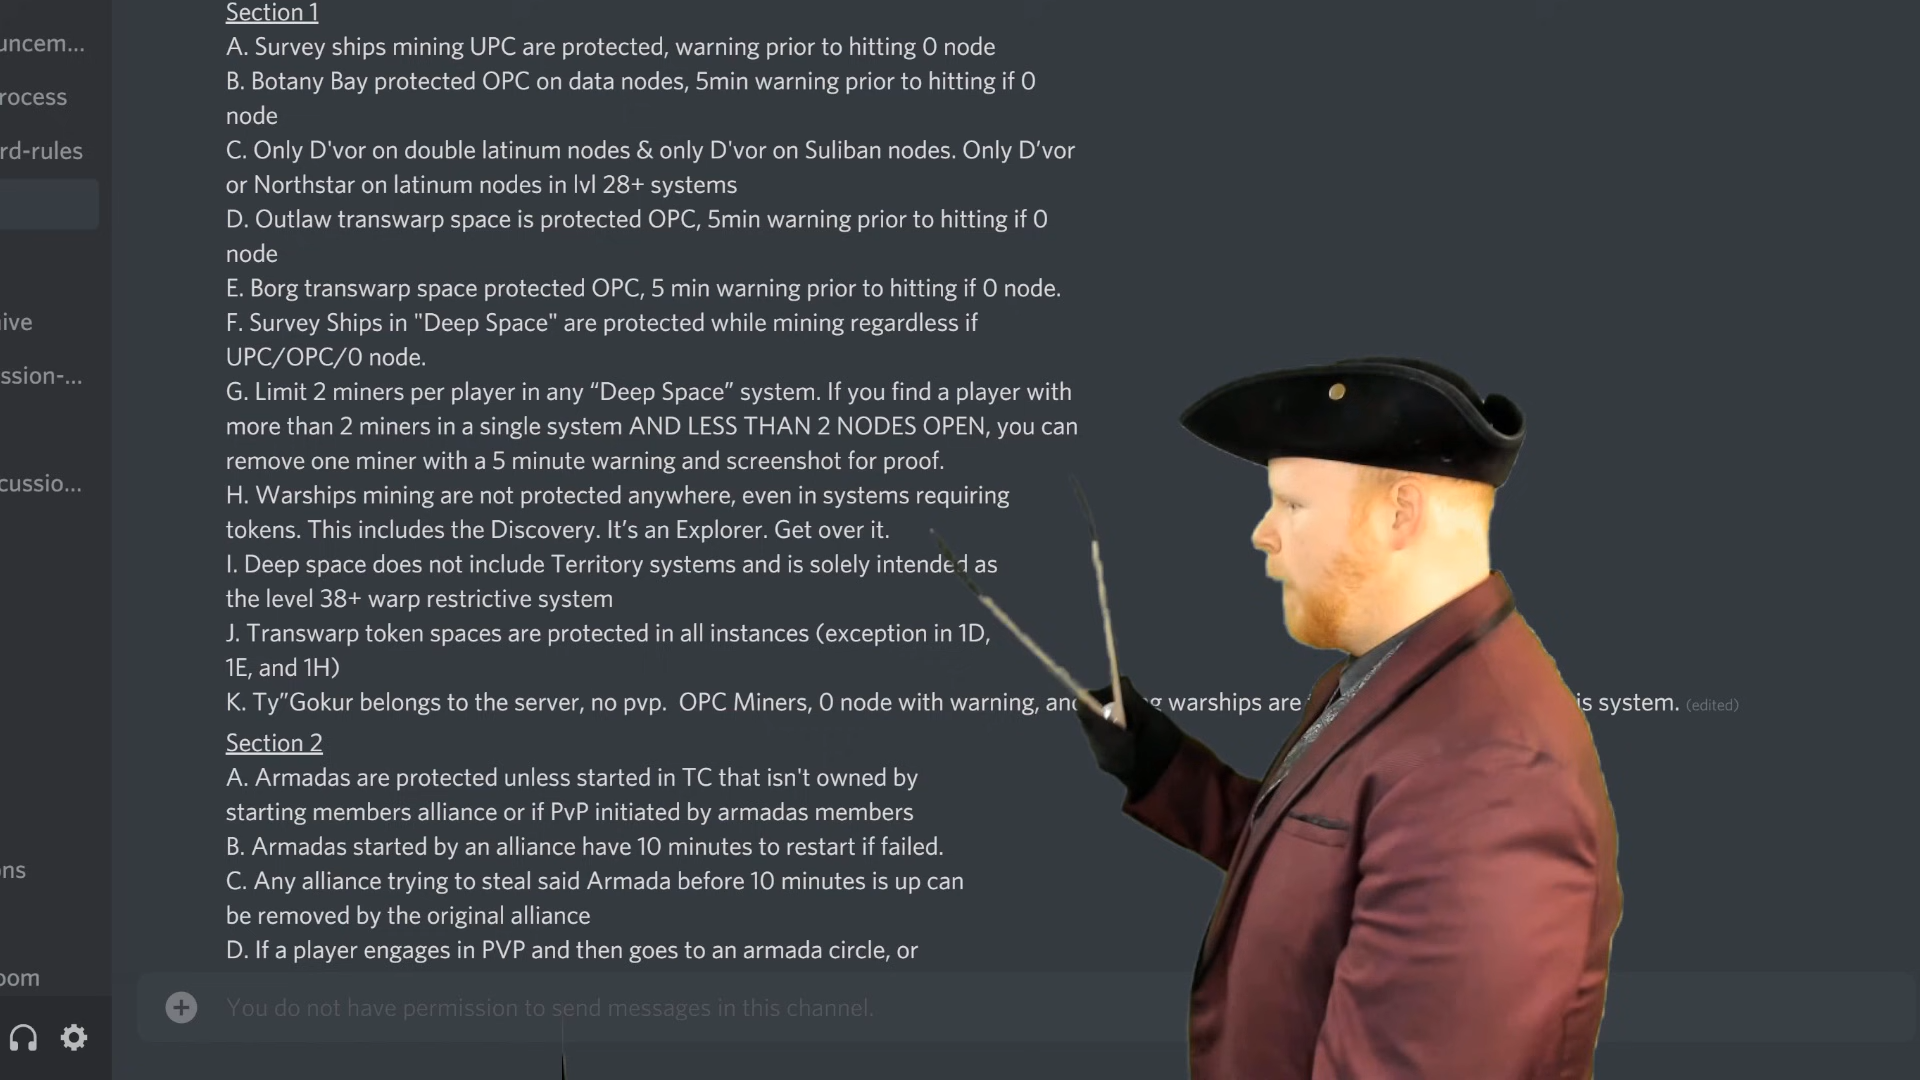 Section 1
A. Survey ships mining UPC are protected, warning prior to hitting 0 node
B. Botany Bay protected OPC on data nodes, 5min warning prior to hitting if 0
node
C. Only D'vor on double latinum nodes & only D'vor on Suliban nodes. Only D’vor
or Northstar on latinum nodes in lvl 28+ systems
D. Outlaw transwarp space is protected OPC, 5min warning prior to hitting if 0
node
E. Borg transwarp space protected OPC, 5 min warning prior to hitting if 0 node.
F. Survey Ships in "Deep Space" are protected while mining regardless if
UPC/OPC/0 node.
G. Limit 2 miners per player in any “Deep Space” system. If you find a player with
more than 2 miners in a single system AND LESS THAN 2 NODES OPEN, you can
remove one miner with a 5 minute warning and screenshot for proof.
H. Warships mining are not protected anywhere, even in systems requiring
tokens. This includes the Discovery. It’s an Explorer. Get over it.
I. Deep space does not include Territory systems and is solely intended as
the level 38+ warp restrictive system
J. Transwarp token spaces are protected in all instances (exception in 1D,
1E, and 1H)
K. Ty”Gokur belongs to the server, no pvp. OPC Miners, 0 node with warning, warships are system. (edited)
Section 2
A. Armadas are protected unless started in TC that isn't owned by
starting members alliance or if PvP initiated by armadas members
B. Armadas started by an alliance have 10 minutes to restart if failed.
C. Any alliance trying to steal said Armada before 10 minutes is up can
be removed by the original alliance
D. If a player engages in PVP and then goes to an armada circle, or
You do not have permission to send messages in this channel.
uncem...
rocess
rd-rules
ive
ssion-...
cussio...
ns
oom